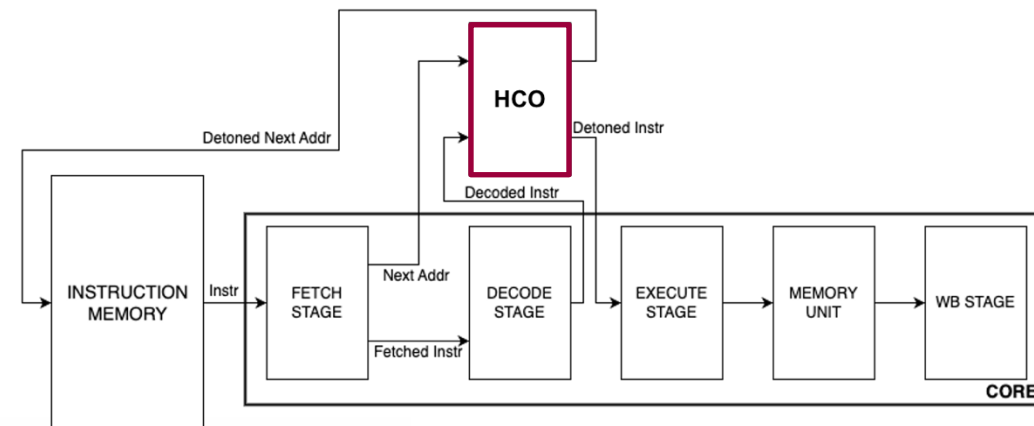 HCO
Detoned Next Addr
Detoned Instr
Decoded Instr
Next Addr
Instr
Fetched Instr
INSTRUCTION
MEMORY
FETCH
STAGE
DECODE
STAGE
EXECUTE
STAGE
MEMORY
UNIT
WB STAGE
CORE